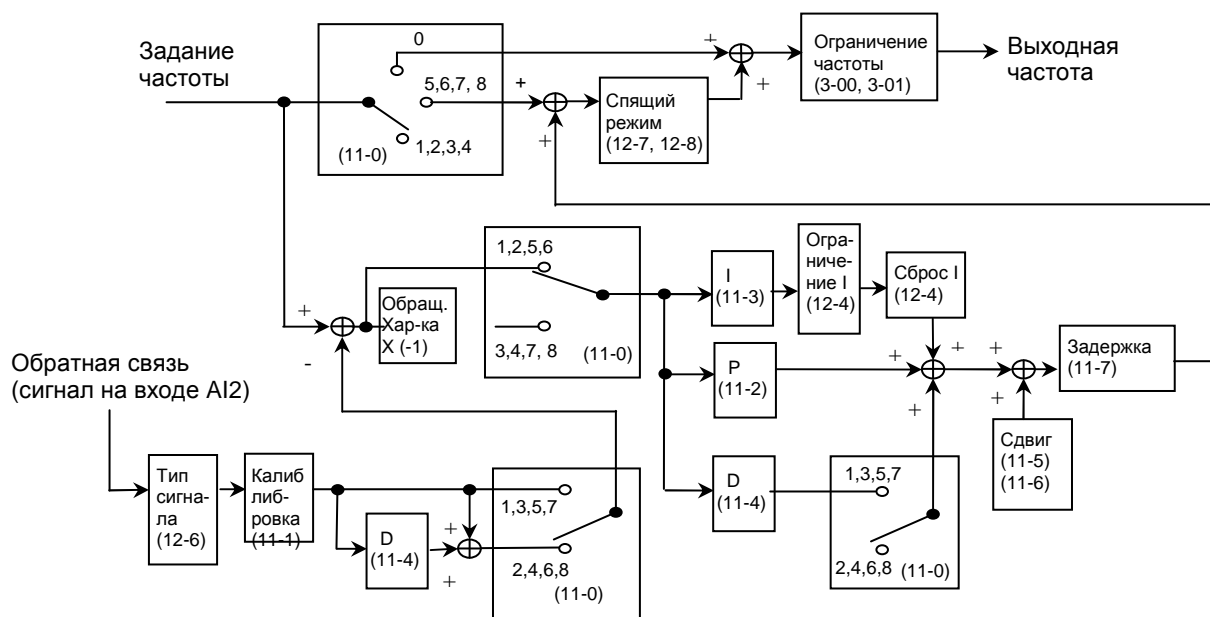 Задание
частоты
0
5,6,7, 8
1,2,3,4
(11-0)
+
+
+
+
Спящий
режим
(12-7, 12-8)
Ограничение
частоты
(3-00, 3-01)
Выходная
частота
+
-
Обращ.
Хар-ка
X (-1)
1,2,5,6
3,4,7, 8
(11-0)
I
(11-3)
Огра-
ниче-
ние I
(12-4)
Сброс I
(12-4)
P
(11-2)
D
(11-4)
1,3,5,7
2,4,6,8
(11-0)
+
+
+
+
+
Сдвиг
(11-5)
(11-6)
Задержка
(11-7)
Обратная связь
(сигнал на входе AI2)
Тип
сигна-
ла
(12-6)
Калиб
либ-
ровка
(11-1)
D
(11-4)
+
+
1,3,5,7
2,4,6,8
(11-0)